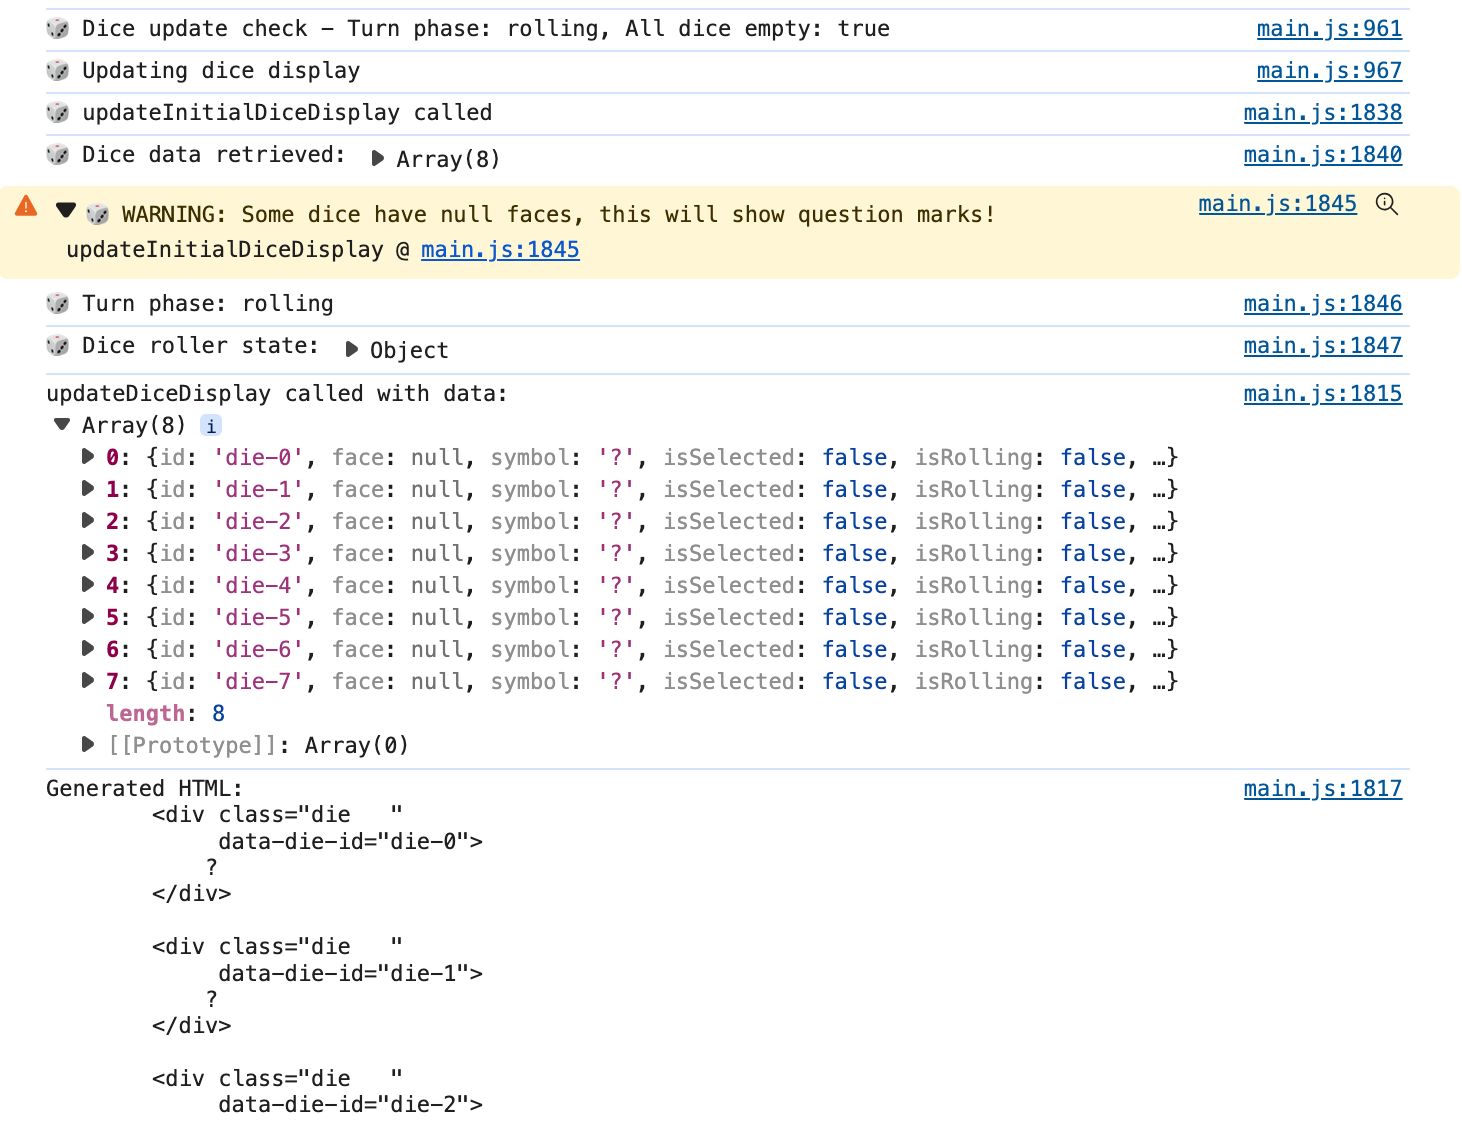 🎲 Dice update check – Turn phase: rolling, All dice empty: true main.js:961
🎲 Updating dice display main.js:967
🎲 updateInitialDiceDisplay called main.js:1838
🎲 Dice data retrieved: ▶ Array(8) main.js:1840
⚠ ▼ 🎲 WARNING: Some dice have null faces, this will show question marks! main.js:1845
updateInitialDiceDisplay @ main.js:1845
🎲 Turn phase: rolling main.js:1846
🎲 Dice roller state: ▶ Object main.js:1847
updateDiceDisplay called with data: main.js:1815
▼ Array(8) i
▶ 0: {id: 'die-0', face: null, symbol: '?', isSelected: false, isRolling: false, …}
▶ 1: {id: 'die-1', face: null, symbol: '?', isSelected: false, isRolling: false, …}
▶ 2: {id: 'die-2', face: null, symbol: '?', isSelected: false, isRolling: false, …}
▶ 3: {id: 'die-3', face: null, symbol: '?', isSelected: false, isRolling: false, …}
▶ 4: {id: 'die-4', face: null, symbol: '?', isSelected: false, isRolling: false, …}
▶ 5: {id: 'die-5', face: null, symbol: '?', isSelected: false, isRolling: false, …}
▶ 6: {id: 'die-6', face: null, symbol: '?', isSelected: false, isRolling: false, …}
▶ 7: {id: 'die-7', face: null, symbol: '?', isSelected: false, isRolling: false, …}
length: 8
▶ [[Prototype]]: Array(0)
Generated HTML: main.js:1817
<div class="die   "
data-die-id="die-0">
?
</div>
<div class="die   "
data-die-id="die-1">
?
</div>
<div class="die   "
data-die-id="die-2">